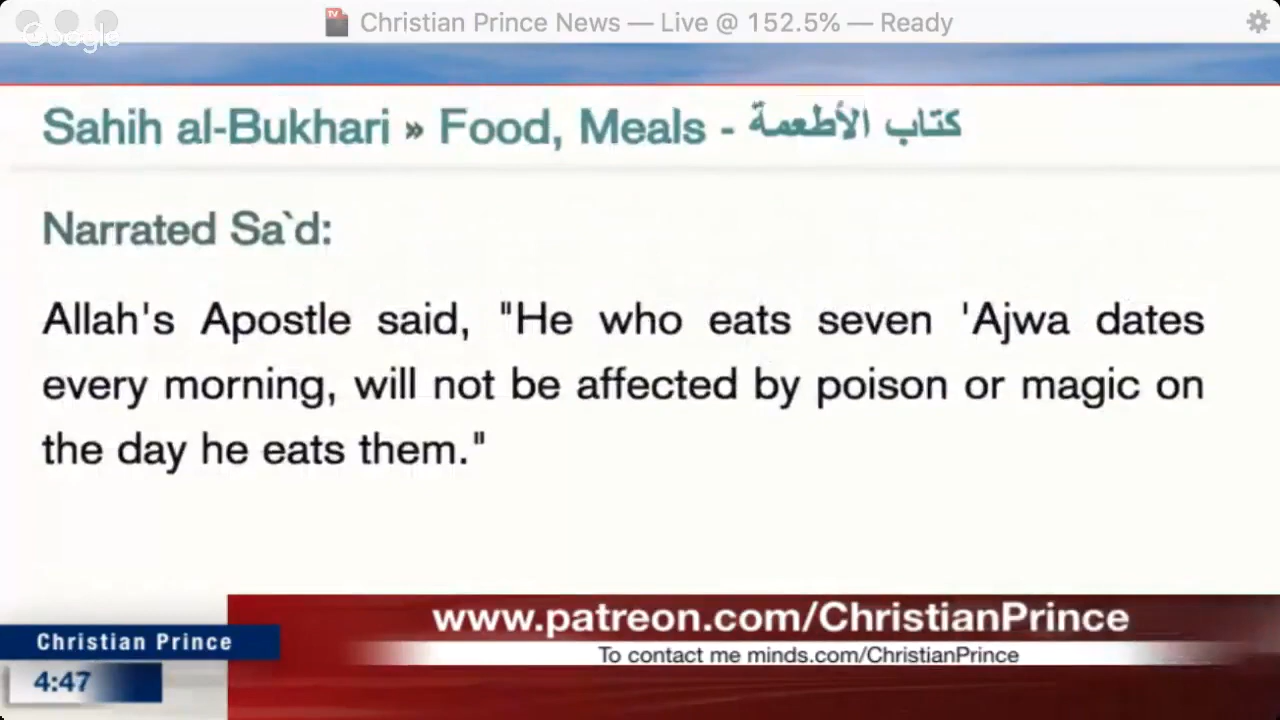 Christian Prince News — Live @ 152.5% — Ready
Google
Sahih al-Bukhari » Food, Meals - كتاب الأطعمة
Narrated Sa`d:
Allah's Apostle said, "He who eats seven 'Ajwa dates
every morning, will not be affected by poison or magic on
the day he eats them."
www.patreon.com/ChristianPrince
To contact me minds.com/ChristianPrince
Christian Prince
4:47